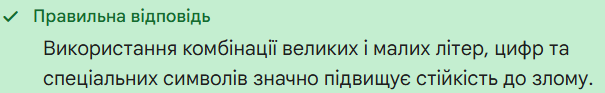 Правильна відповідь
Використання комбінації великих і малих літер, цифр та
спеціальних символів значно підвищує стійкість до злому.